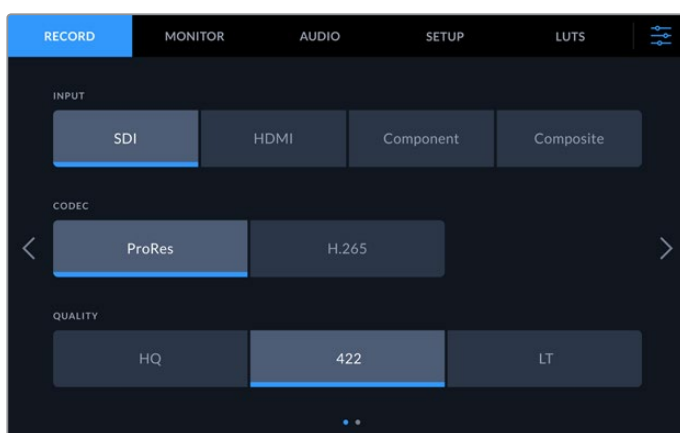 RECORD MONITOR AUDIO SETUP LUTS
INPUT
SDI HDMI Component Composite
CODEC
ProRes H.265
QUALITY
HQ 422 LT